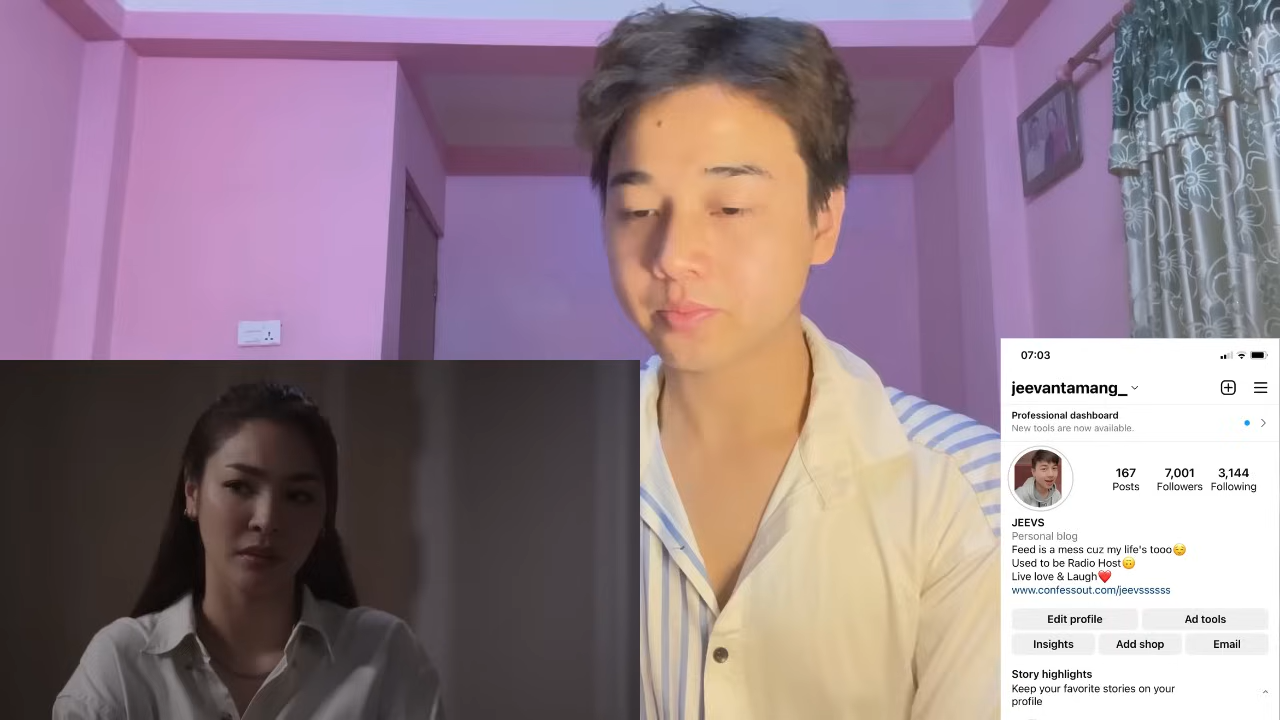 07:03
jeevantamang_
Professional dashboard
New tools are now available.
167 7,001 3,144
Posts Followers Following
JEEVS
Personal blog
Feed is a mess cuz my life's tooo😌
Used to be Radio Host🙃
Live love & Laugh❤️
www.confessout.com/jeevssssss
Edit profile Ad tools
Insights Add shop Email
Story highlights
Keep your favorite stories on your
profile